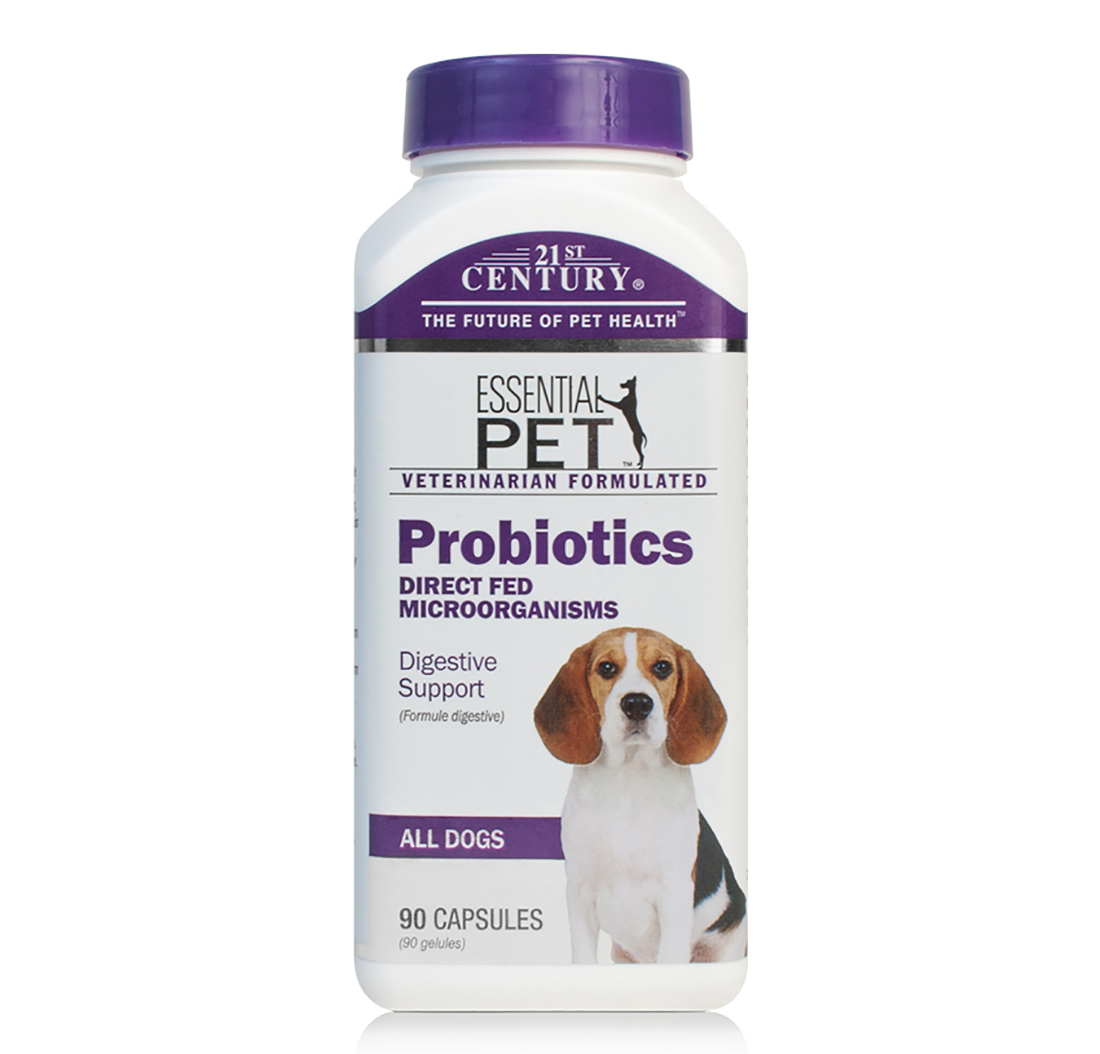 21ST
CENTURY®
THE FUTURE OF PET HEALTH™
ESSENTIAL
PET™
VETERINARIAN FORMULATED
Probiotics
DIRECT FED
MICROORGANISMS
Digestive
Support
(Formule digestive)
ALL DOGS
90 CAPSULES
(90 gelules)